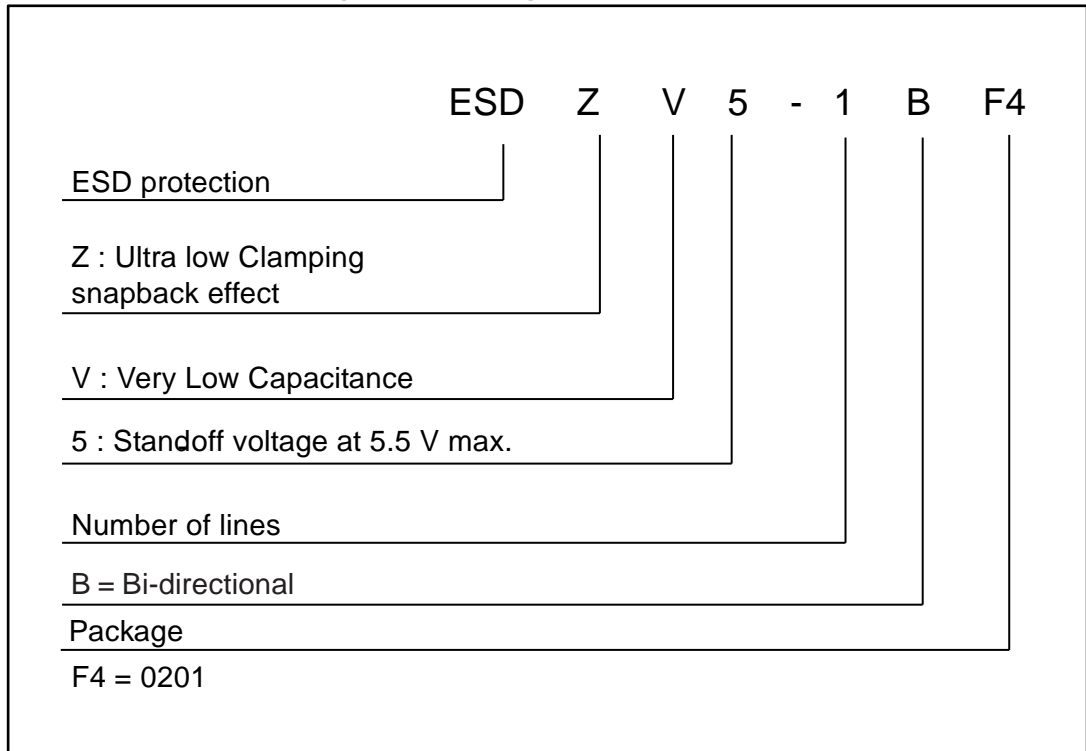 ESD Z V 5 - 1 B F4
ESD protection
Z : Ultra low Clamping
snapback effect
V : Very Low Capacitance
5 : Standoff voltage at 5.5 V max.
Number of lines
B = Bi-directional
Package
F4 = 0201